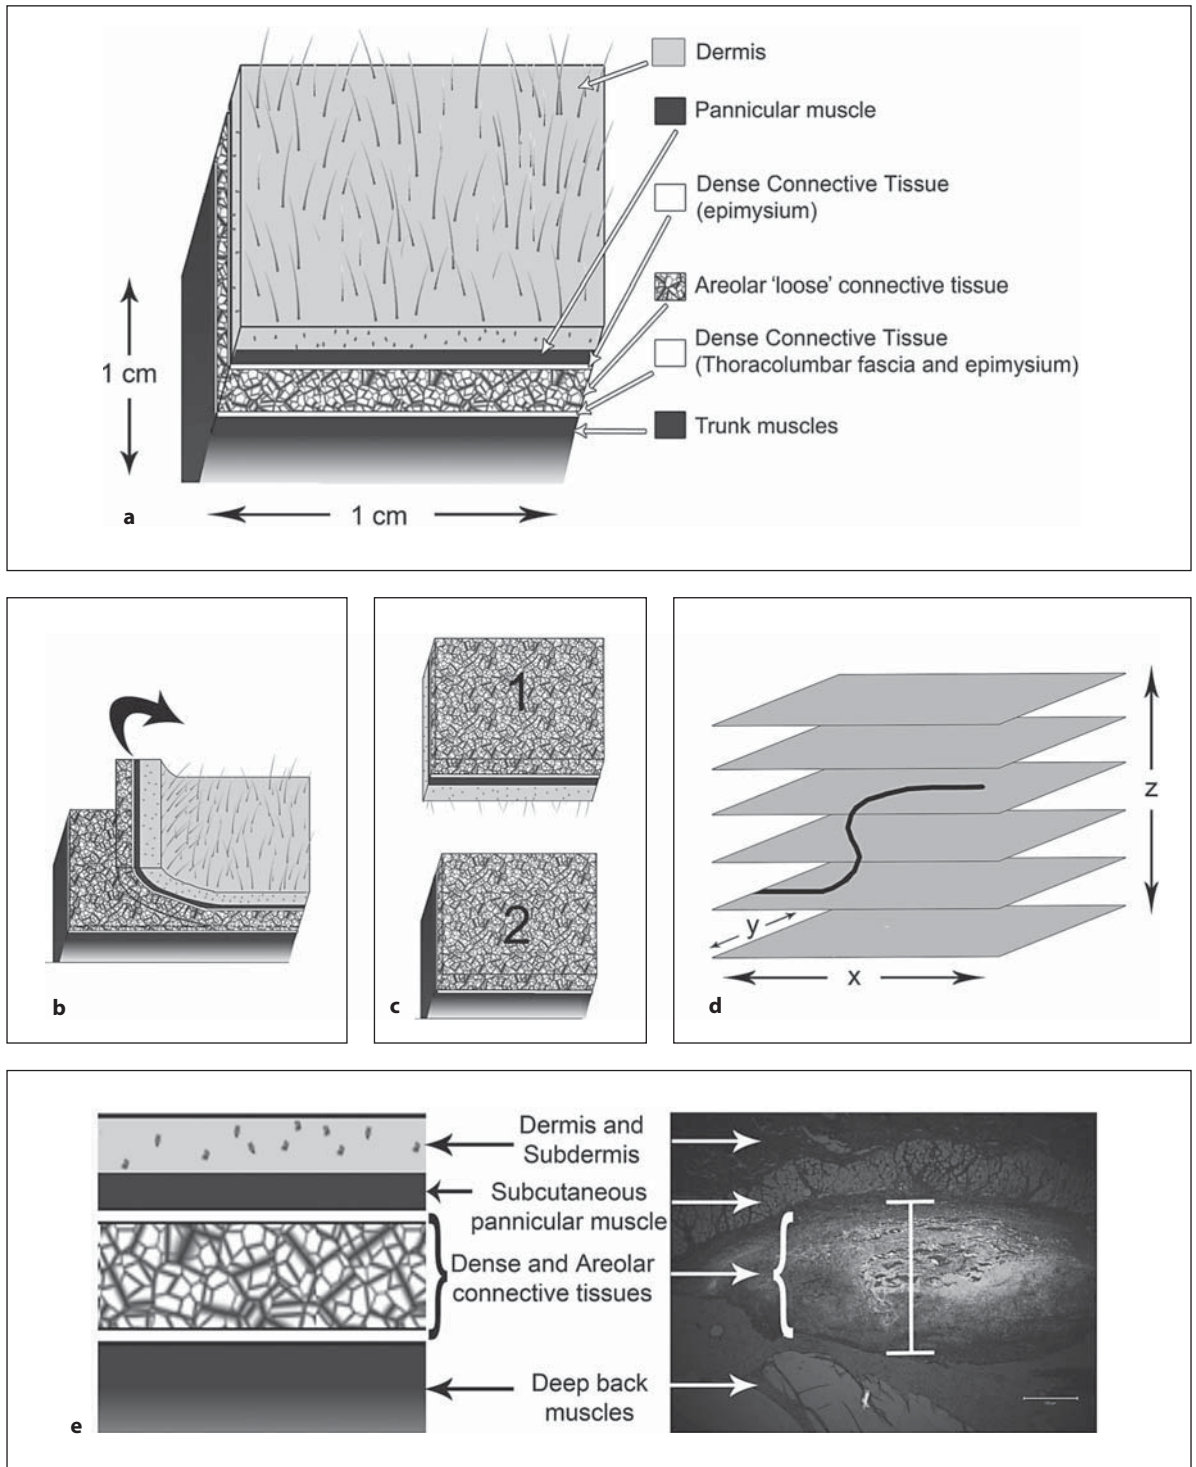 Dermis
Pannicular muscle
Dense Connective Tissue
(epimysium)
Areolar 'loose' connective tissue
Dense Connective Tissue
(Thoracolumbar fascia and epimysium)
Trunk muscles
1 cm
1 cm
a
b
1
2
c
z
y
x
d
Dermis and
Subdermis
Subcutaneous
pannicular muscle
Dense and Areolar
connective tissues
Deep back
muscles
e